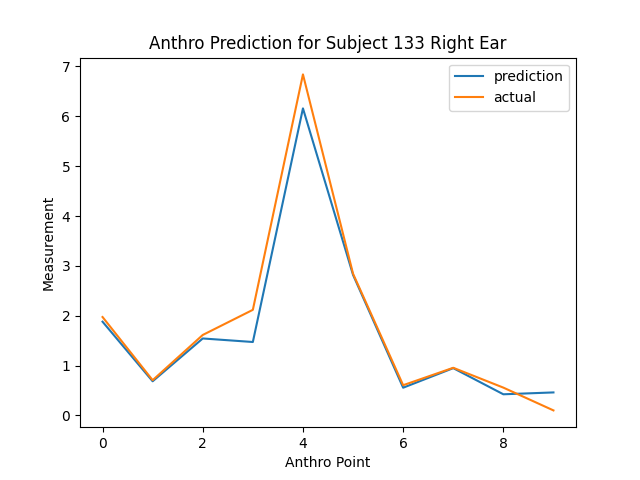 Anthro Prediction for Subject 133 Right Ear
prediction
actual
Measurement
7
6
5
4
3
2
1
0
0 2 4 6 8
Anthro Point